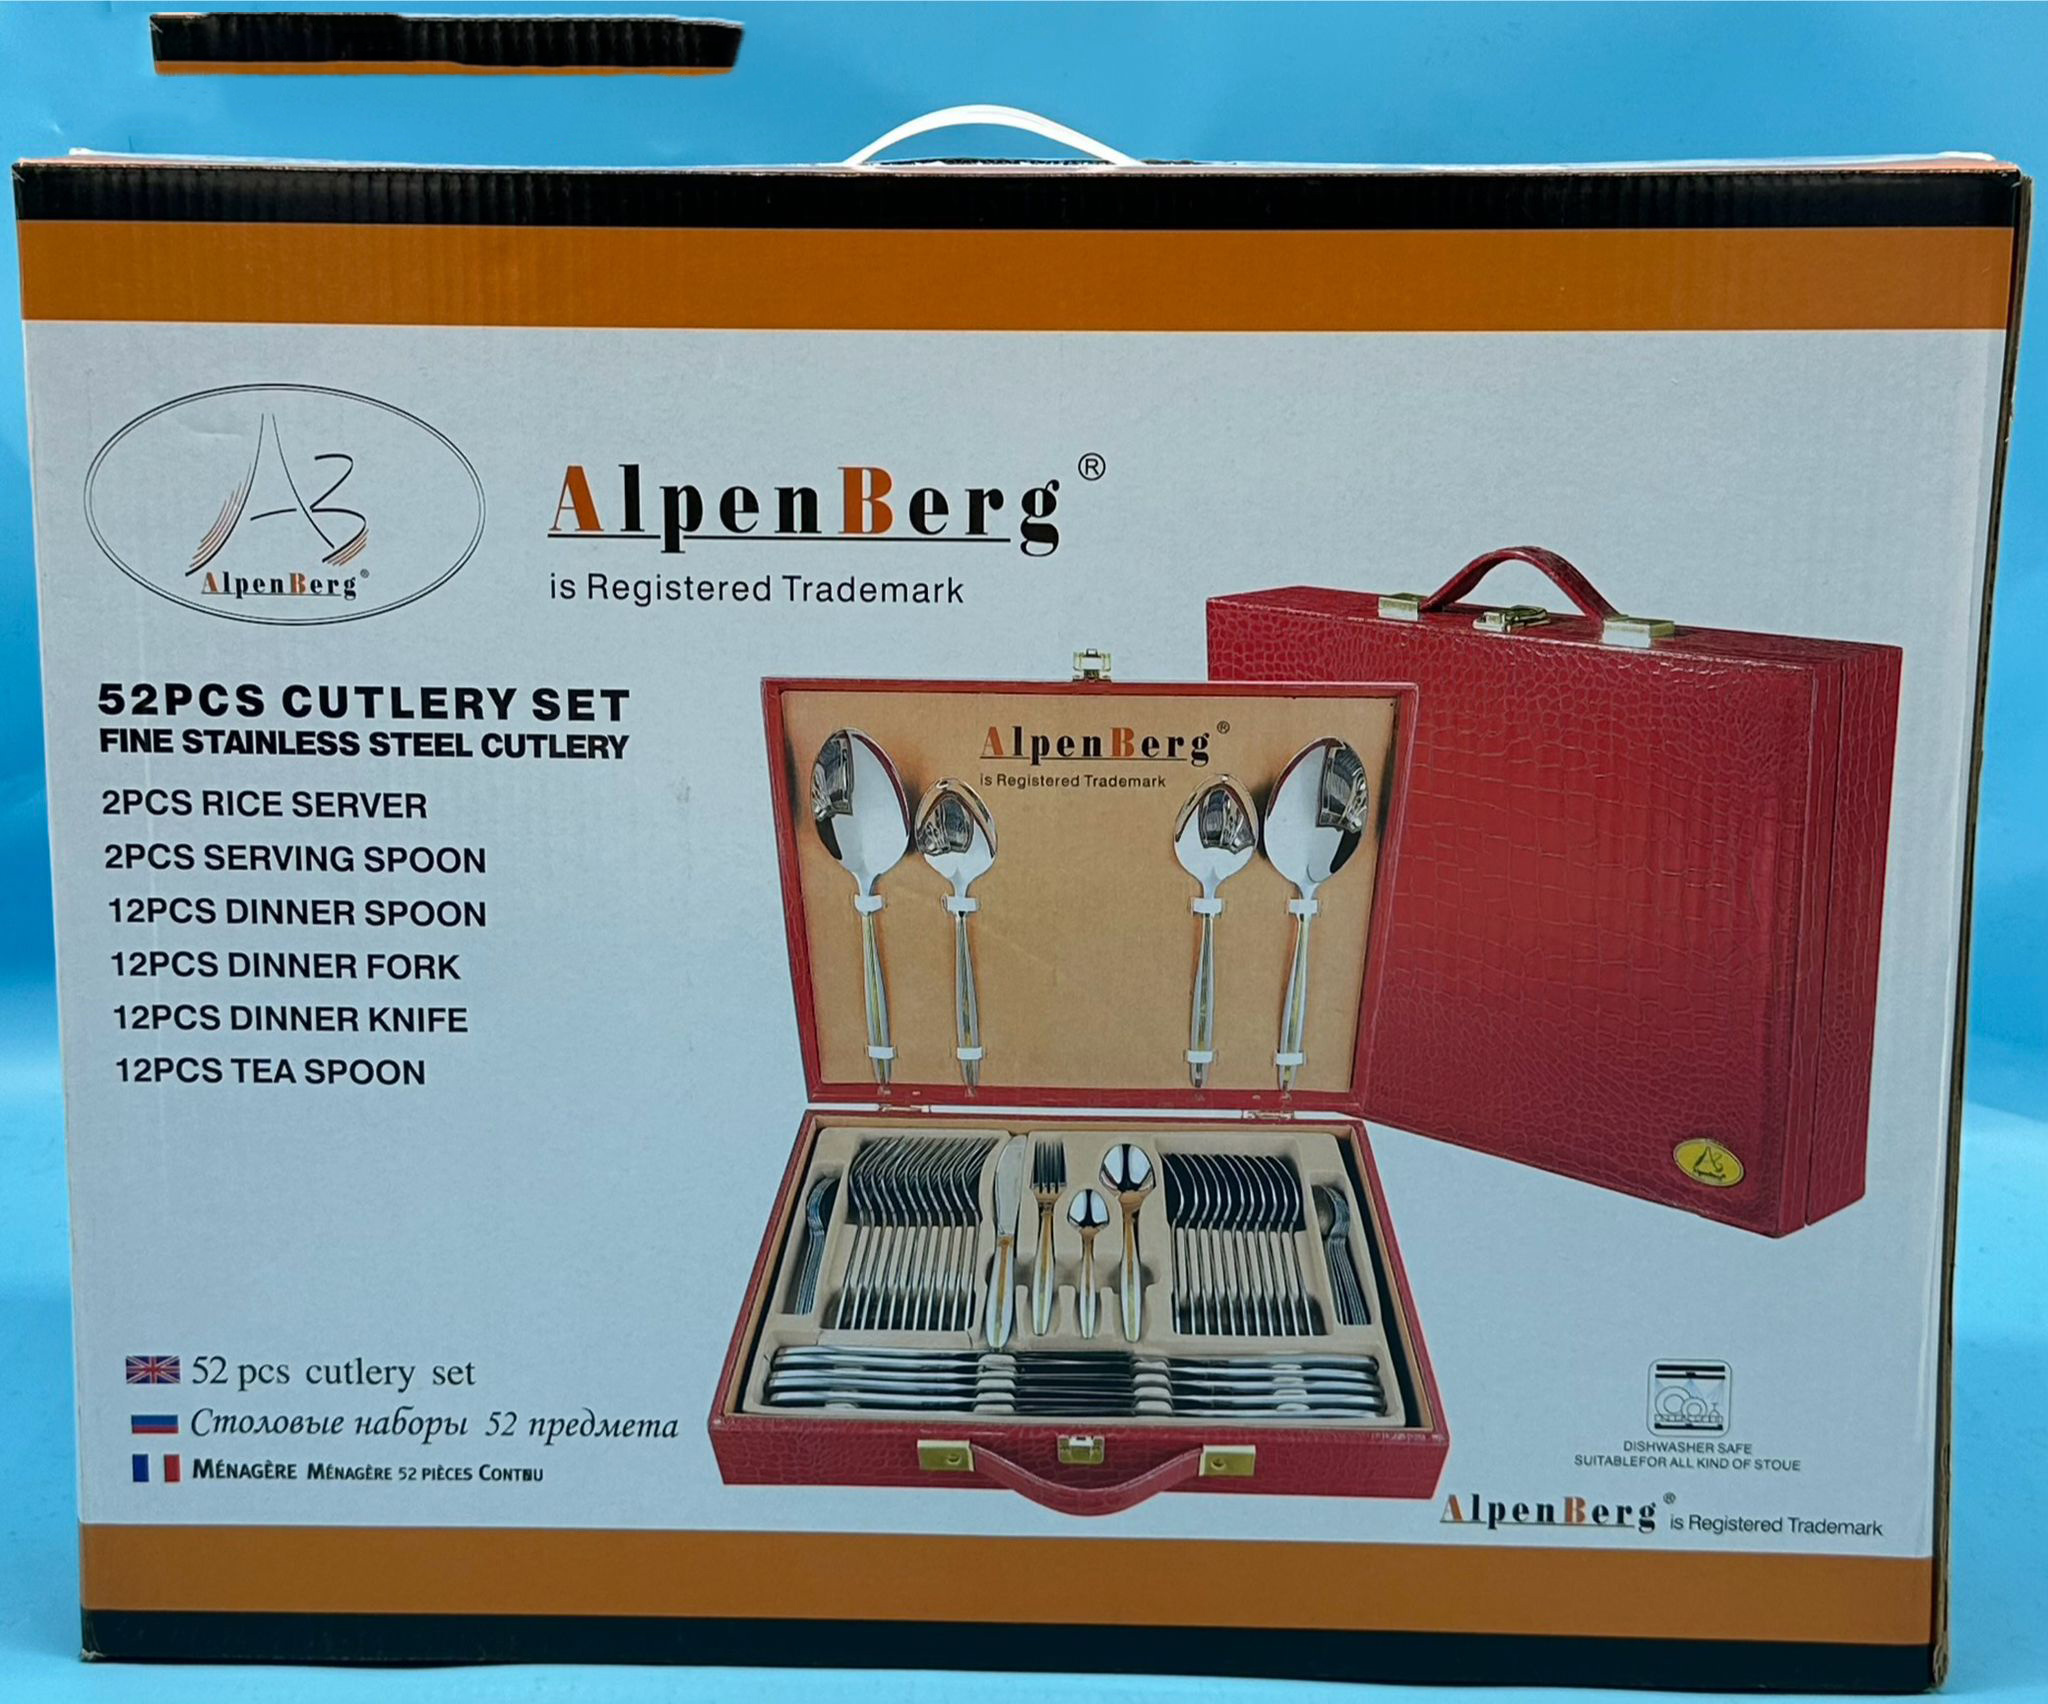 AlpenBerg®
AlpenBerg®
is Registered Trademark
52PCS CUTLERY SET
FINE STAINLESS STEEL CUTLERY
2PCS RICE SERVER
2PCS SERVING SPOON
12PCS DINNER SPOON
12PCS DINNER FORK
12PCS DINNER KNIFE
12PCS TEA SPOON
AlpenBerg®
is Registered Trademark
52 pcs cutlery set
Столовые наборы 52 предмета
MÉNAGÈRE MÉNAGÈRE 52 PIÈCES
DISHWASHER SAFE
SUITABLEFOR ALL KIND OF STOUE
AlpenBerg® is Registered Trademark